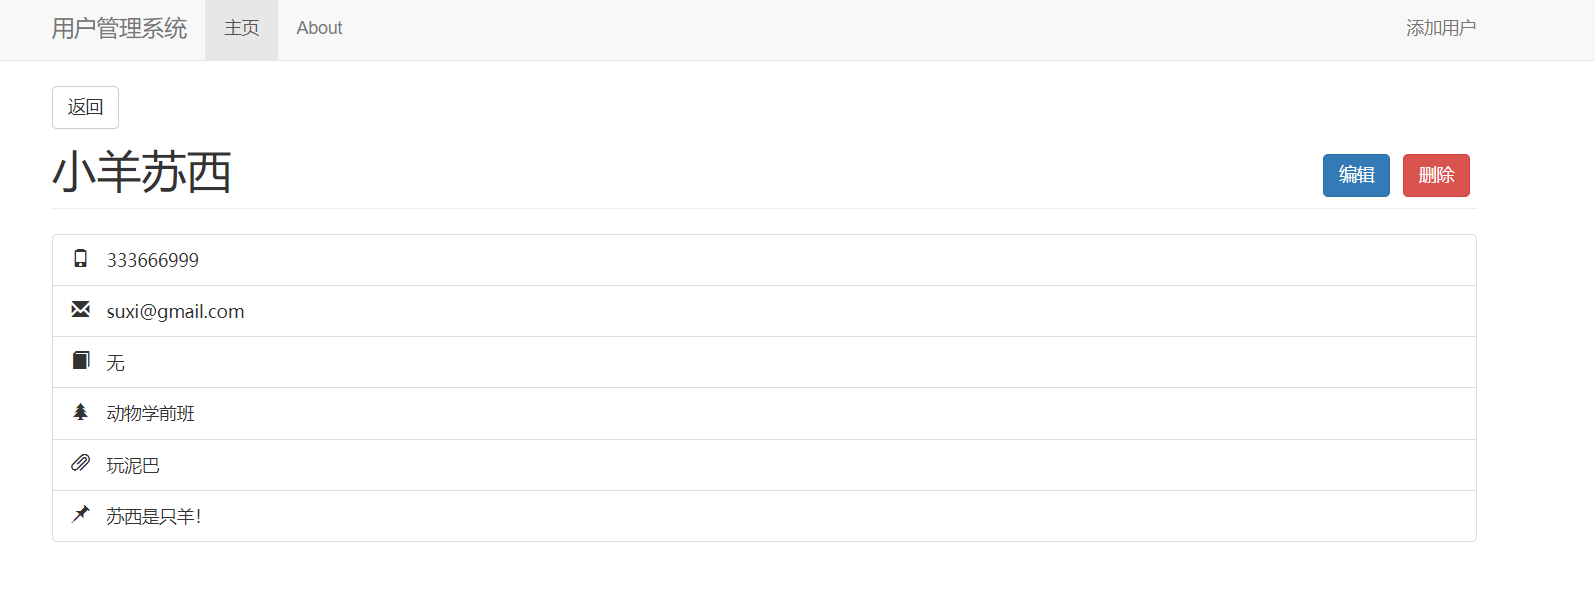 用户管理系统 主页 About 添加用户
返回
小羊苏西 编辑 删除
333666999
suxi@gmail.com
无
动物学前班
玩泥巴
苏西是只羊！